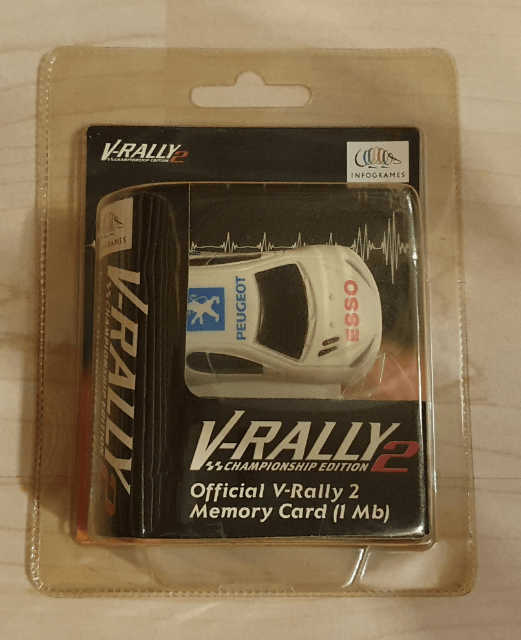 V-RALLY 2
CHAMPIONSHIP EDITION
INFOGRAMES
INFOGRAMES
V-RALLY 2
CHAMPIONSHIP EDITION
PEUGEOT
ESSO
V-RALLY 2
CHAMPIONSHIP EDITION
Official V-Rally 2
Memory Card (1 Mb)